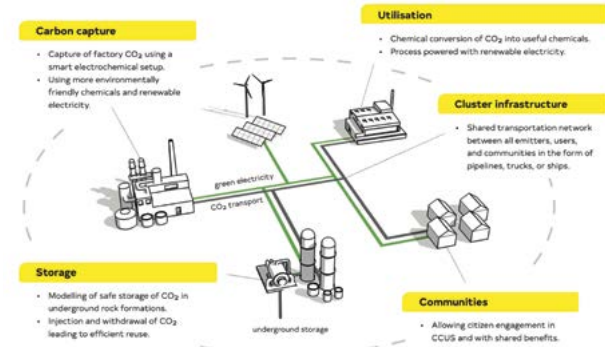 Carbon capture
• Capture of factory CO₂ using a
smart electrochemical setup.
• Using more environmentally
friendly chemicals and renewable
electricity.
Utilisation
• Chemical conversion of CO₂ into useful chemicals.
• Process powered with renewable electricity.
Cluster infrastructure
• Shared transportation network
between all emitters, users,
and communities in the form of
pipelines, trucks, or ships.
green electricity
CO₂ transport
Storage
• Modelling of safe storage of CO₂ in
underground rock formations.
• Injection and withdrawal of CO₂
leading to efficient reuse.
underground storage
Communities
• Allowing citizen engagement in
CCUS and with shared benefits.